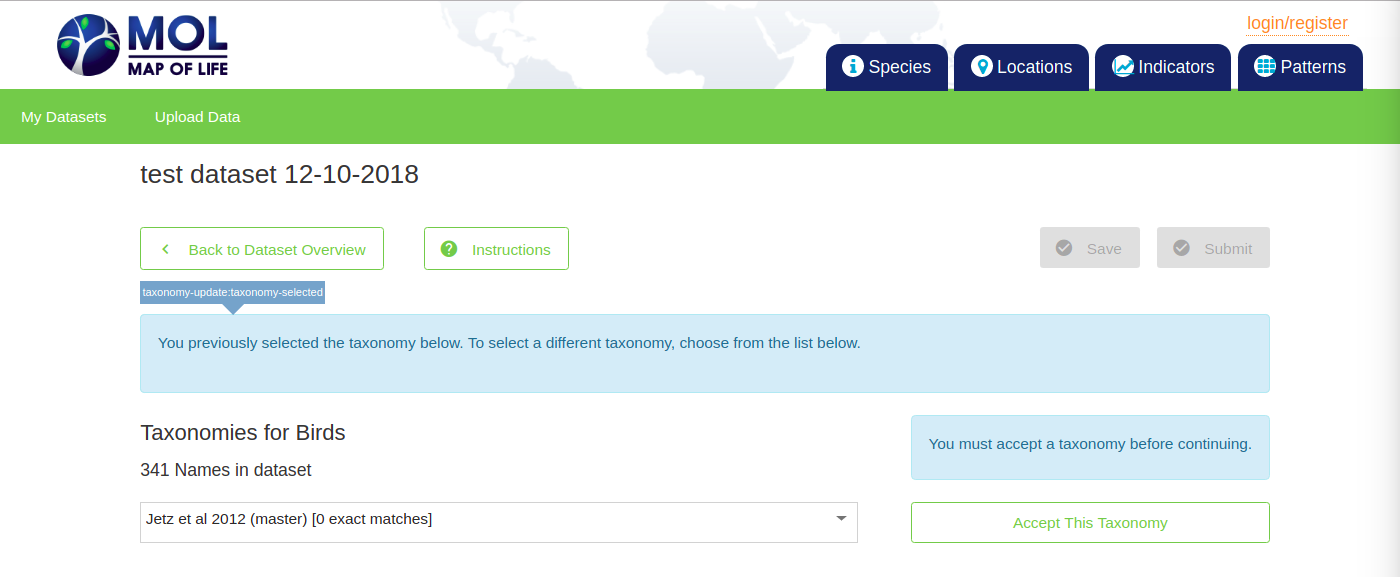 MOL
MAP OF LIFE
login/register
Species
Locations
Indicators
Patterns
My Datasets
Upload Data
test dataset 12-10-2018
Back to Dataset Overview
Instructions
Save
Submit
taxonomy-update:taxonomy-selected
You previously selected the taxonomy below. To select a different taxonomy, choose from the list below.
Taxonomies for Birds
341 Names in dataset
You must accept a taxonomy before continuing.
Jetz et al 2012 (master) [0 exact matches]
Accept This Taxonomy